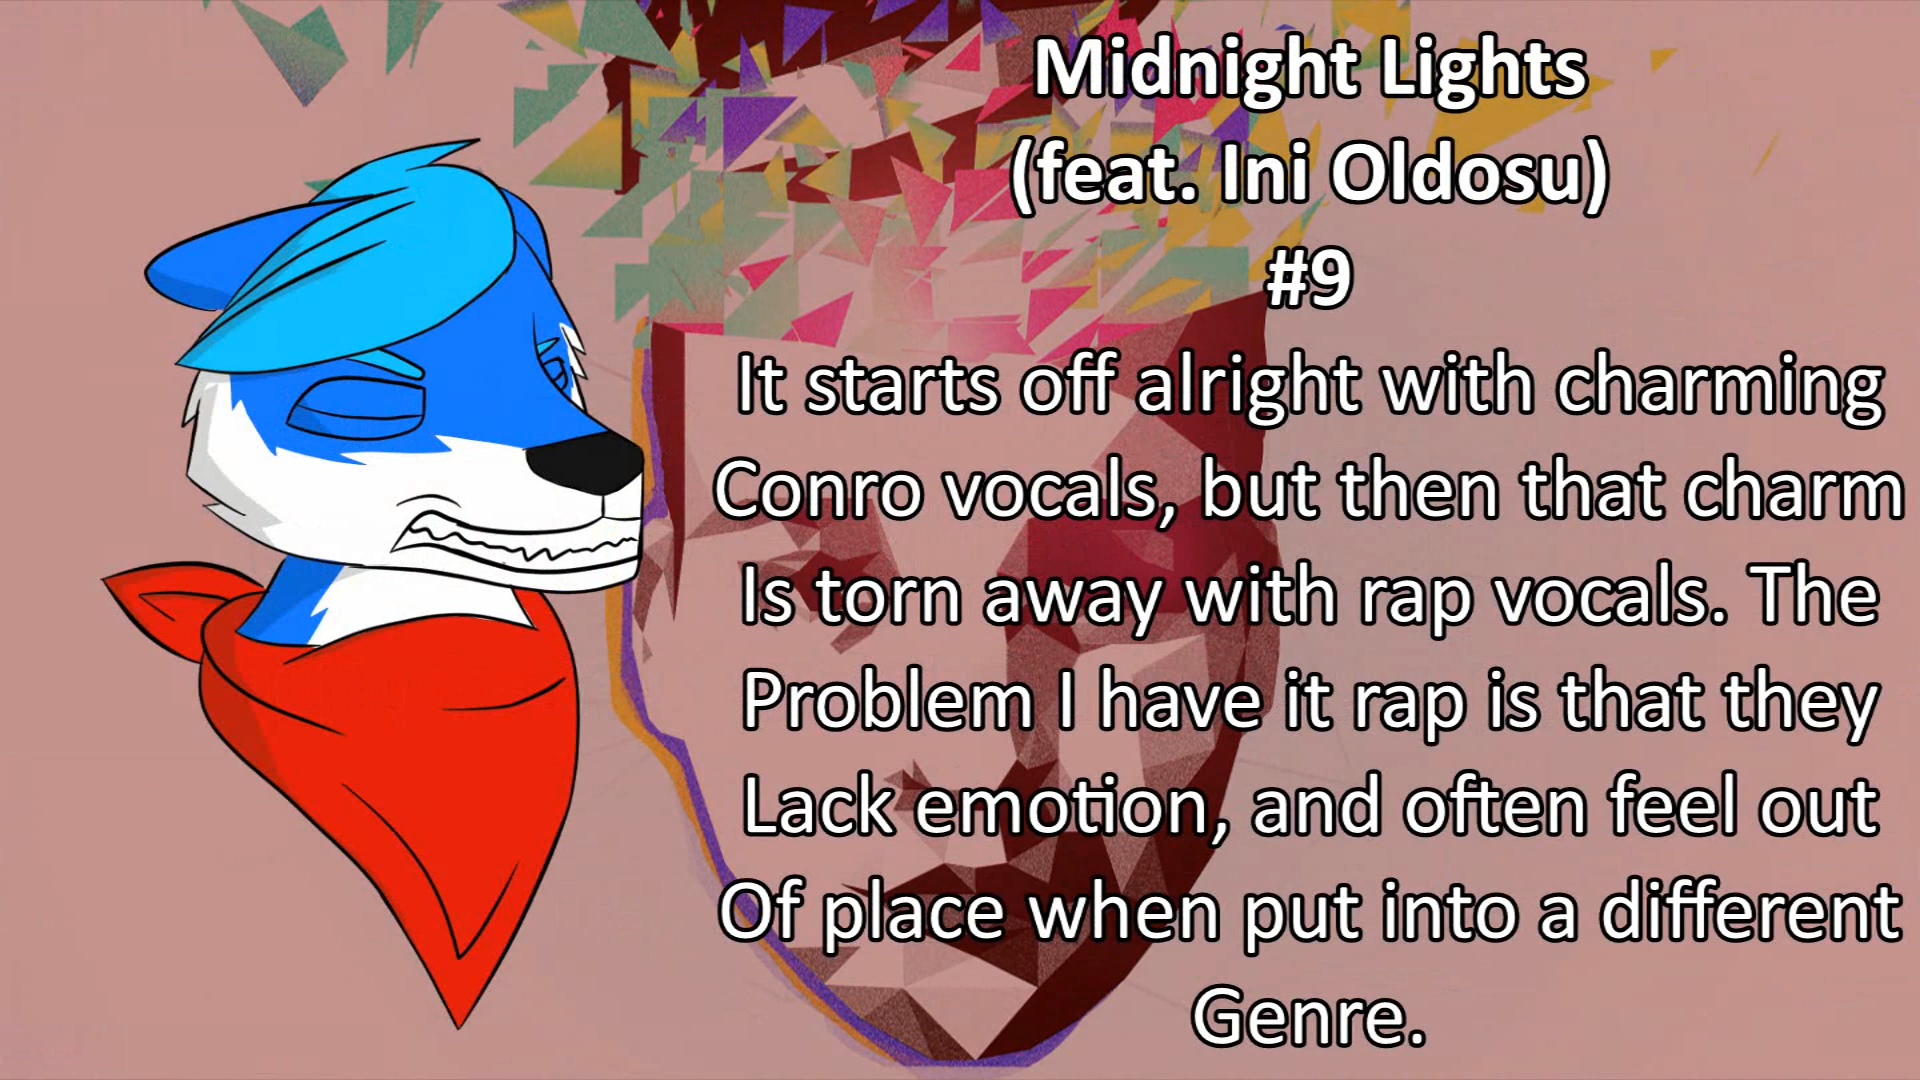 Midnight Lights
(feat. Ini Oldosu)
#9
It starts off alright with charming
Conro vocals, but then that charm
Is torn away with rap vocals. The
Problem I have it rap is that they
Lack emotion, and often feel out
Of place when put into a different
Genre.